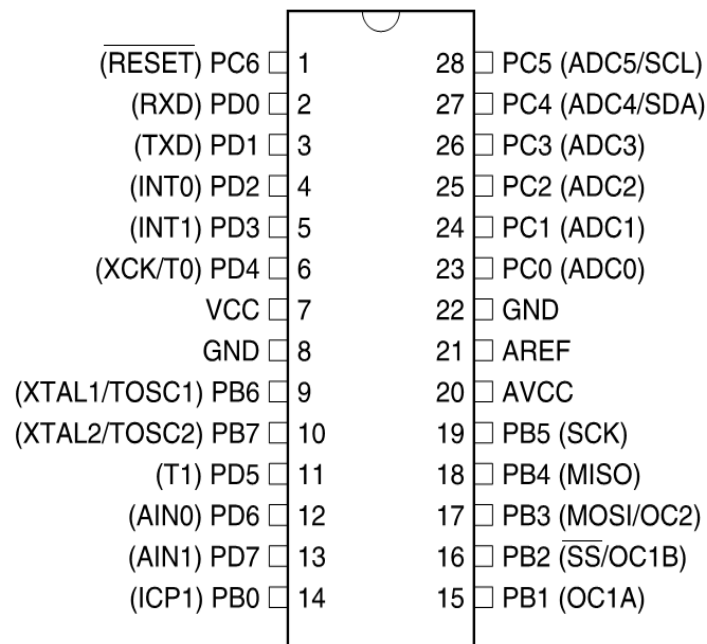 (RESET) PC6 1 28 PC5 (ADC5/SCL)
(RXD) PD0 2 27 PC4 (ADC4/SDA)
(TXD) PD1 3 26 PC3 (ADC3)
(INT0) PD2 4 25 PC2 (ADC2)
(INT1) PD3 5 24 PC1 (ADC1)
(XCK/T0) PD4 6 23 PC0 (ADC0)
VCC 7 22 GND
GND 8 21 AREF
(XTAL1/TOSC1) PB6 9 20 AVCC
(XTAL2/TOSC2) PB7 10 19 PB5 (SCK)
(T1) PD5 11 18 PB4 (MISO)
(AIN0) PD6 12 17 PB3 (MOSI/OC2)
(AIN1) PD7 13 16 PB2 (SS/OC1B)
(ICP1) PB0 14 15 PB1 (OC1A)